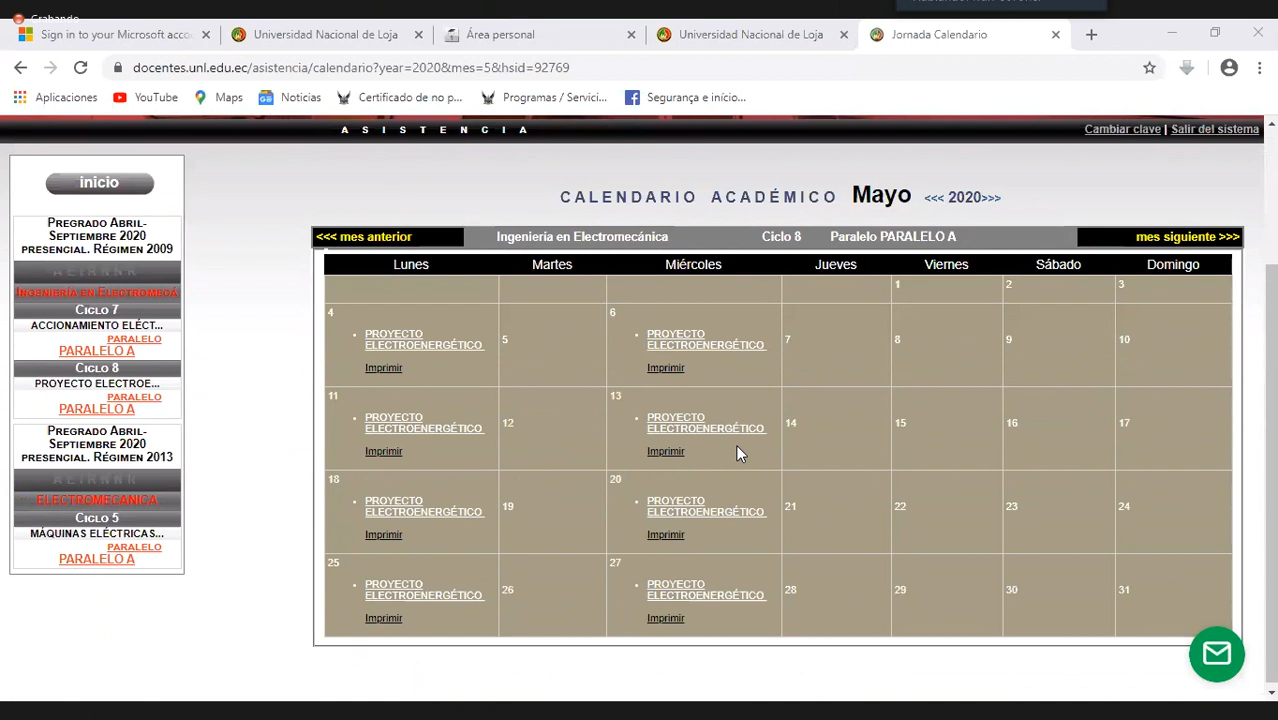 Grabando
Sign in to your Microsoft acco
Universidad Nacional de Loja
Área personal
Universidad Nacional de Loja
Jornada Calendario
docentes.unl.edu.ec/asistencia/calendario?year=2020&mes=5&hsid=92769
Aplicaciones
YouTube
Maps
Noticias
Certificado de no p...
Programas / Servici...
Segurança e início...
ASISTENCIA
Cambiar clave | Salir del sistema
inicio
PREGRADO ABRIL-
SEPTIEMBRE 2020
PRESENCIAL. RÉGIMEN 2009
AEIRNNR
INGENIERÍA EN ELECTROMECÁ
CICLO 7
ACCIONAMIENTO ELÉCT...
PARALELO
PARALELO A
CICLO 8
PROYECTO ELECTROE...
PARALELO
PARALELO A
PREGRADO ABRIL-
SEPTIEMBRE 2020
PRESENCIAL. RÉGIMEN 2013
AEIRNNR
ELECTROMECANICA
CICLO 5
MÁQUINAS ELÉCTRICAS...
PARALELO
PARALELO A
CALENDARIO ACADÉMICO Mayo <<< 2020>>>
<<< mes anterior Ingeniería en Electromecánica Ciclo 8 Paralelo PARALELO A mes siguiente >>>
Lunes Martes Miércoles Jueves Viernes Sábado Domingo
1 2 3
4
PROYECTO
ELECTROENERGÉTICO
Imprimir
5
6
PROYECTO
ELECTROENERGÉTICO
Imprimir
7 8 9 10
11
PROYECTO
ELECTROENERGÉTICO
Imprimir
12
13
PROYECTO
ELECTROENERGÉTICO
Imprimir
14 15 16 17
18
PROYECTO
ELECTROENERGÉTICO
Imprimir
19
20
PROYECTO
ELECTROENERGÉTICO
Imprimir
21 22 23 24
25
PROYECTO
ELECTROENERGÉTICO
Imprimir
26
27
PROYECTO
ELECTROENERGÉTICO
Imprimir
28 29 30 31